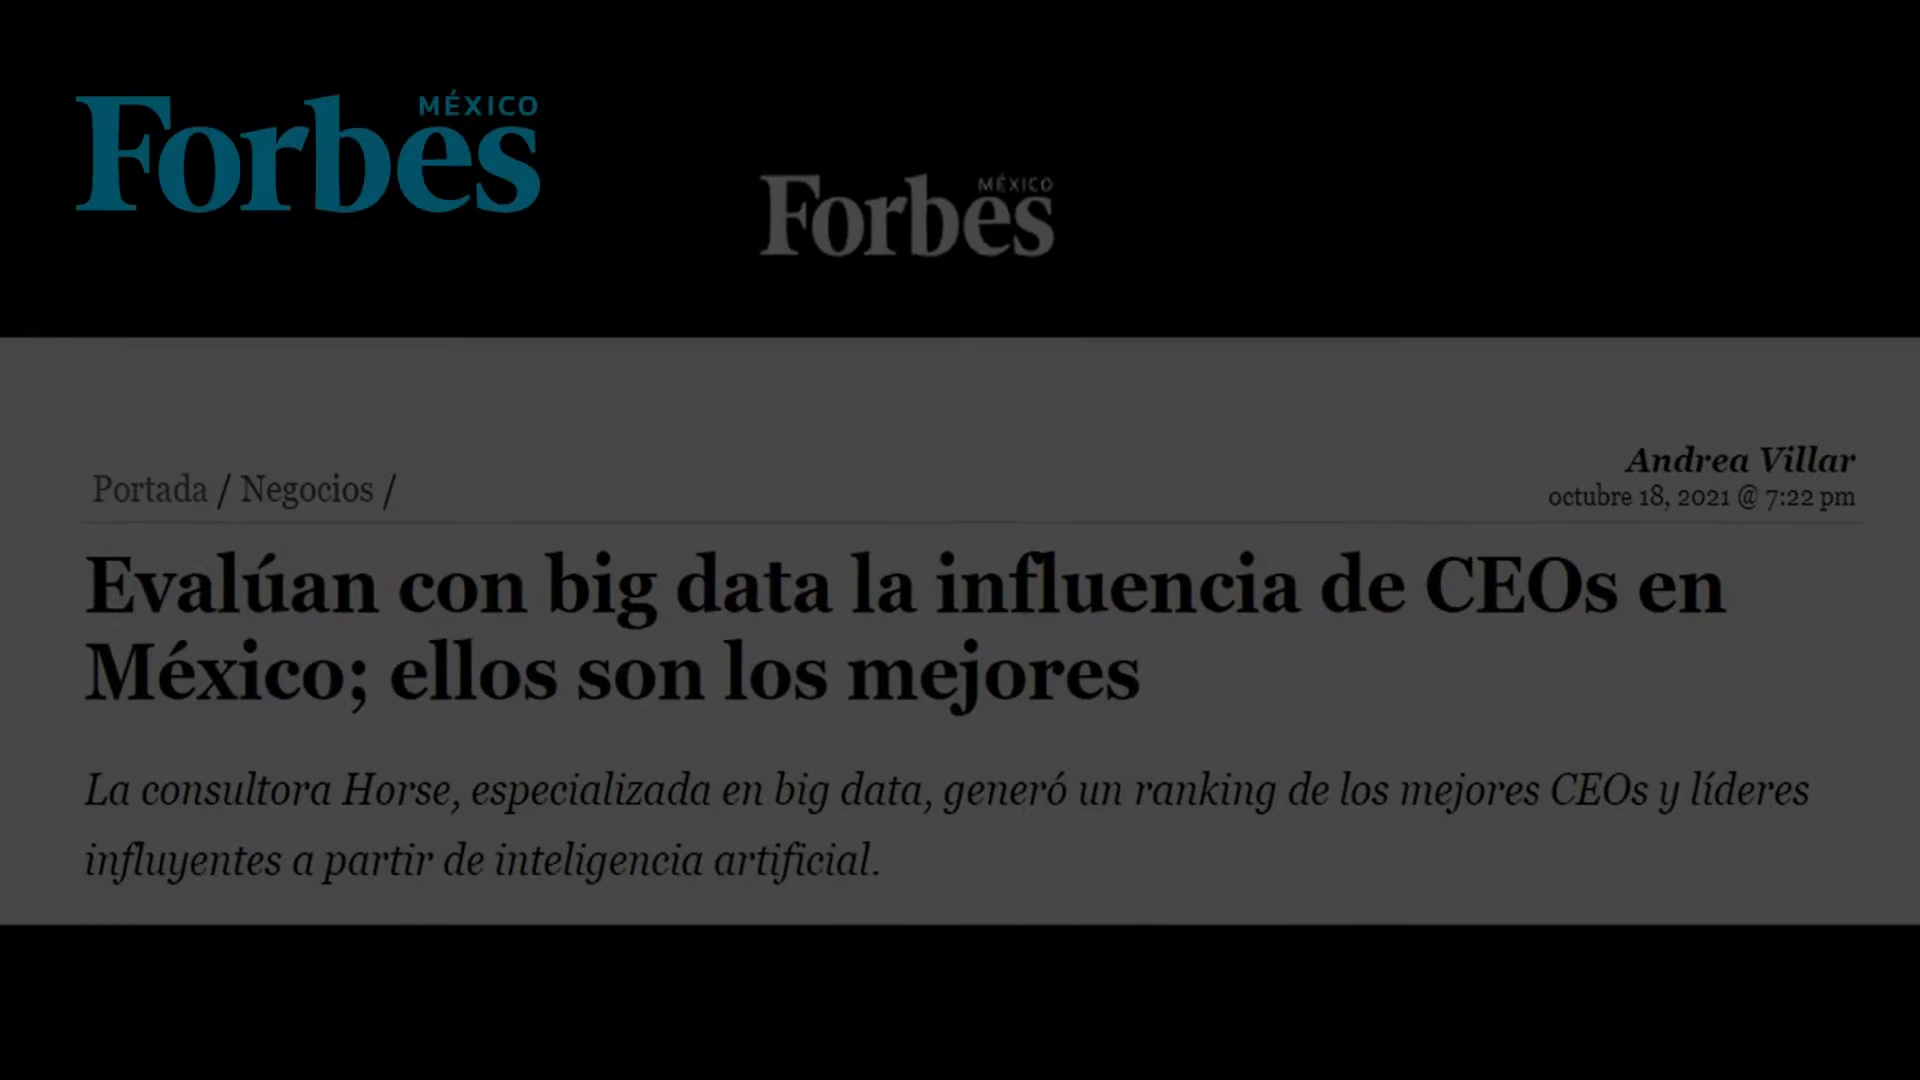 MÉXICO
Forbes
MÉXICO
Forbes
Andrea Villar
Portada / Negocios /
octubre 18, 2021 @ 7:22 pm
Evalúan con big data la influencia de CEOs en
México; ellos son los mejores
La consultora Horse, especializada en big data, generó un ranking de los mejores CEOs y líderes
influyentes a partir de inteligencia artificial.